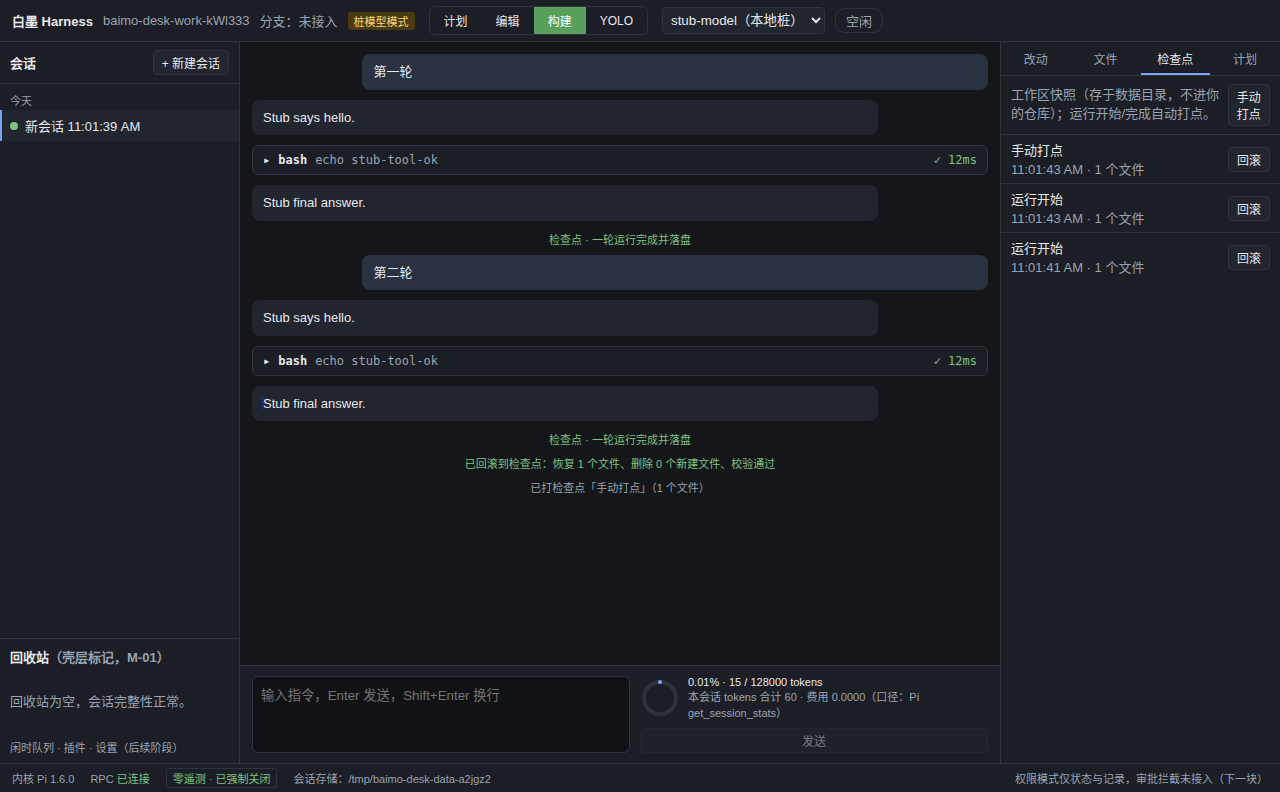 白墨 Harness baimo-desk-work-kWl333 分支：未接入 桩模型模式 计划 编辑 构建 YOLO stub-model（本地桩） 空闲
会话 + 新建会话
今天
新会话 11:01:39 AM
回收站（壳层标记，M-01）
回收站为空，会话完整性正常。
闲时队列 · 插件 · 设置（后续阶段）
第一轮
Stub says hello.
▸ bash echo stub-tool-ok ✓ 12ms
Stub final answer.
检查点 · 一轮运行完成并落盘
第二轮
Stub says hello.
▸ bash echo stub-tool-ok ✓ 12ms
Stub final answer.
检查点 · 一轮运行完成并落盘
已回滚到检查点：恢复 1 个文件、删除 0 个新建文件、校验通过
已打检查点「手动打点」（1 个文件）
输入指令，Enter 发送，Shift+Enter 换行
0.01% · 15 / 128000 tokens
本会话 tokens 合计 60 · 费用 0.0000（口径：Pi
get_session_stats）
发送
改动 文件 检查点 计划
工作区快照（存于数据目录，不进你
的仓库）；运行开始/完成自动打点。
手动
打点
手动打点
11:01:43 AM · 1 个文件
回滚
运行开始
11:01:43 AM · 1 个文件
回滚
运行开始
11:01:41 AM · 1 个文件
回滚
内核 Pi 1.6.0 RPC 已连接 零遥测 · 已强制关闭 会话存储：/tmp/baimo-desk-data-a2jgz2 权限模式仅状态与记录，审批拦截未接入（下一块）